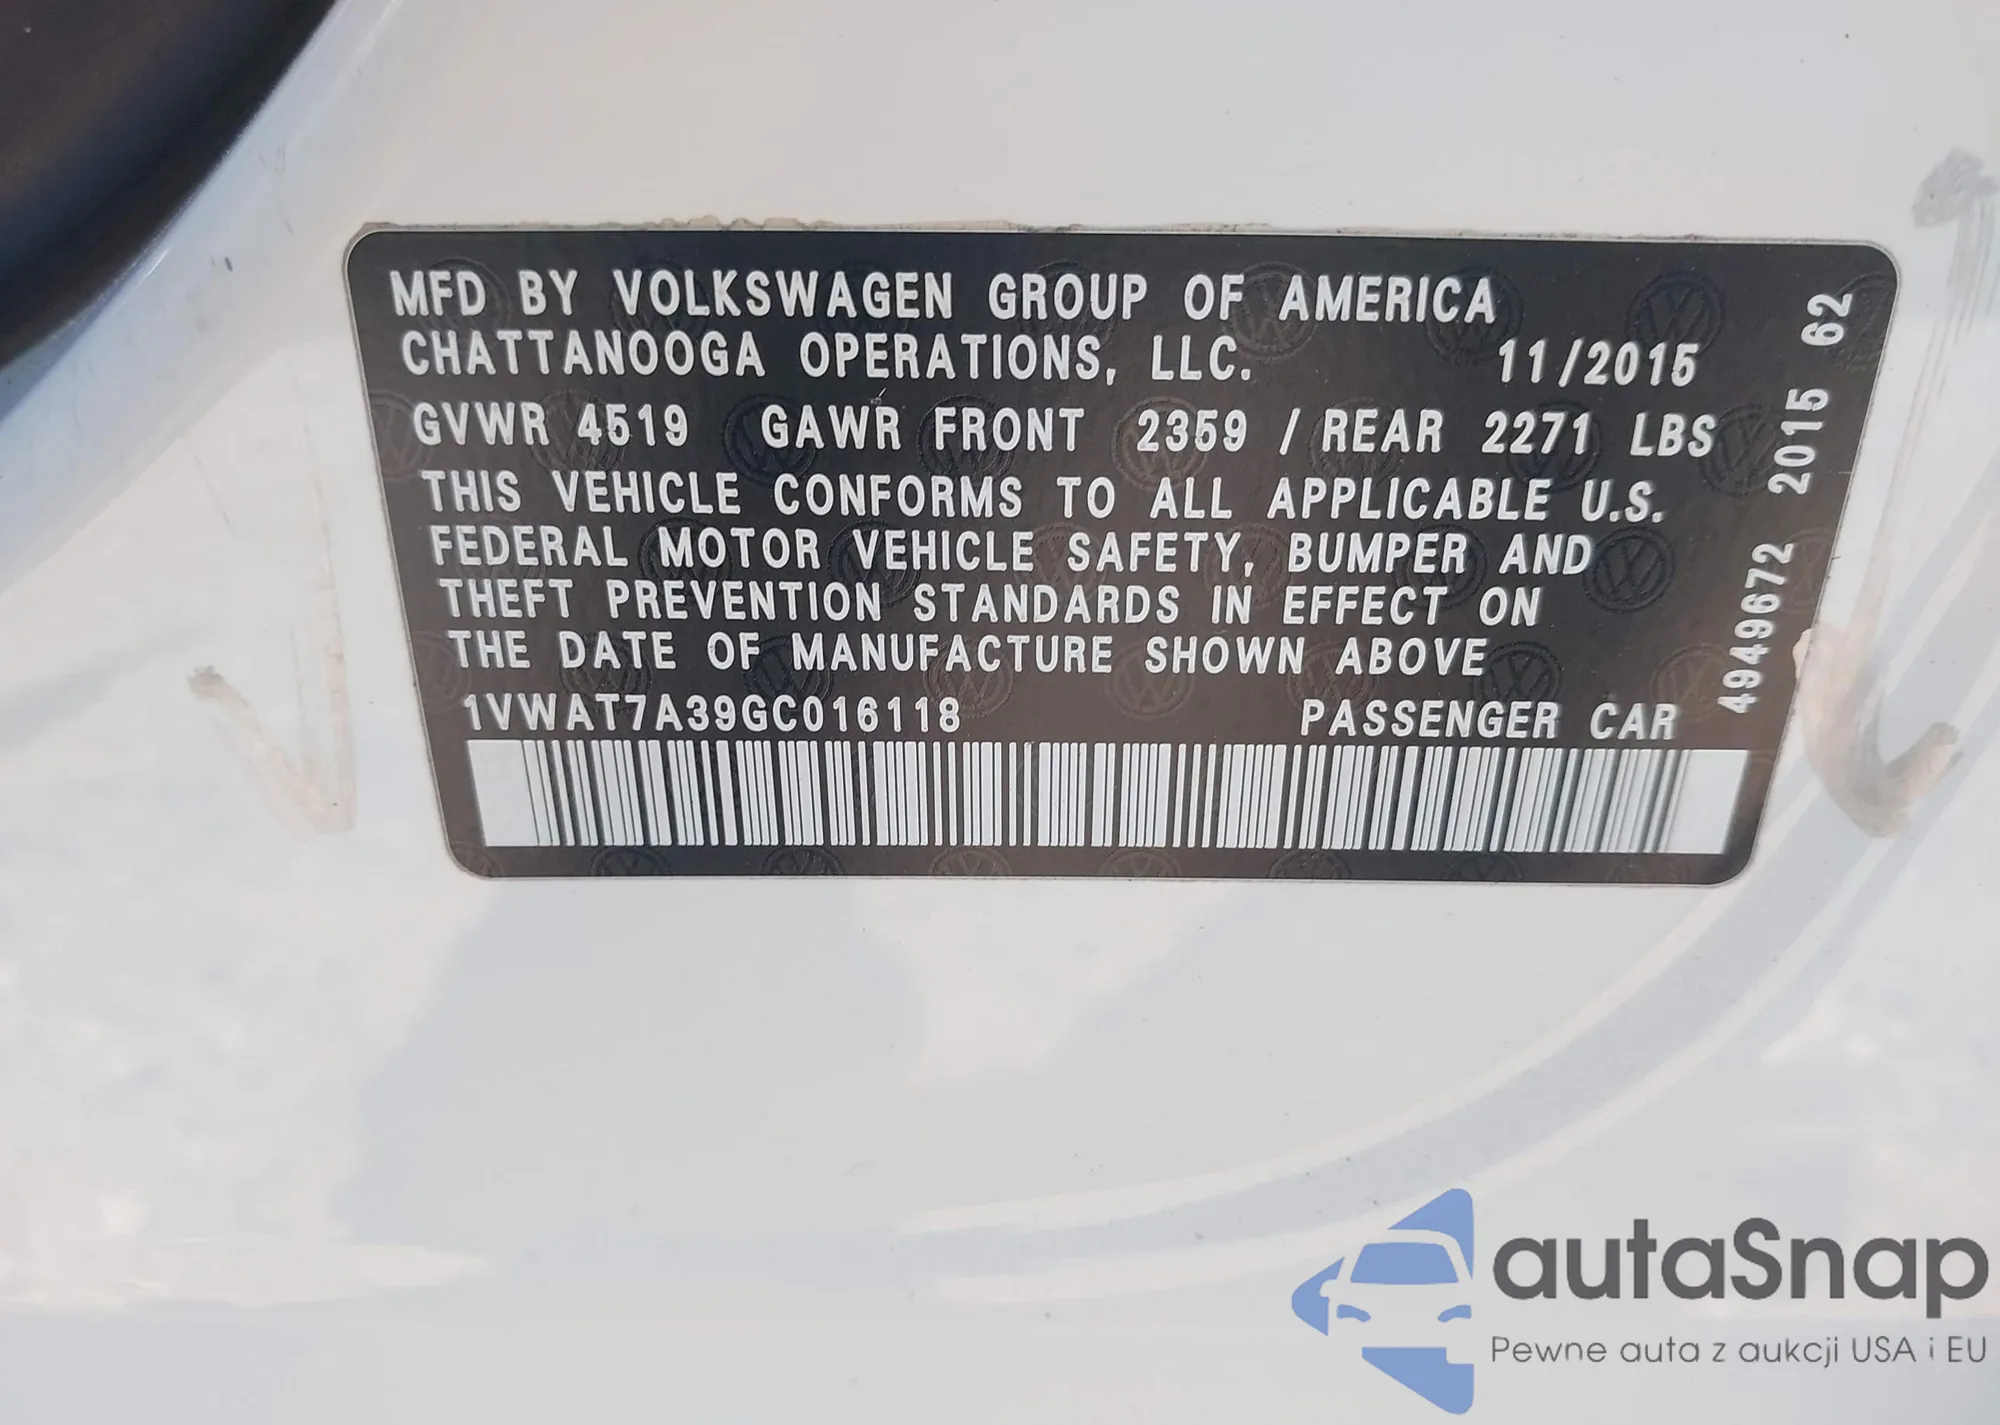 MFD BY VOLKSWAGEN GROUP OF AMERICA
CHATTANOOGA OPERATIONS, LLC. 11/2015
GVWR 4519 GAWR FRONT 2359 / REAR 2271 LBS
THIS VEHICLE CONFORMS TO ALL APPLICABLE U.S.
FEDERAL MOTOR VEHICLE SAFETY, BUMPER AND
THEFT PREVENTION STANDARDS IN EFFECT ON
THE DATE OF MANUFACTURE SHOWN ABOVE
1VWAT7A39GC016118 PASSENGER CAR
4949672 2015 62
autaSnap
Pewne auta z aukcji USA i EU